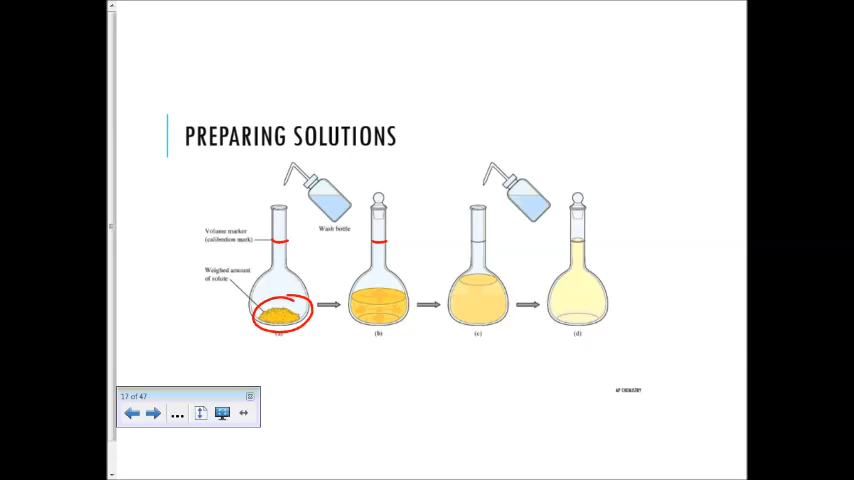 PREPARING SOLUTIONS
Wash bottle
Volume marker
(calibration mark)
Weighed amount
of solute
(b)
(c)
(d)
AP CHEMISTRY
17 of 47